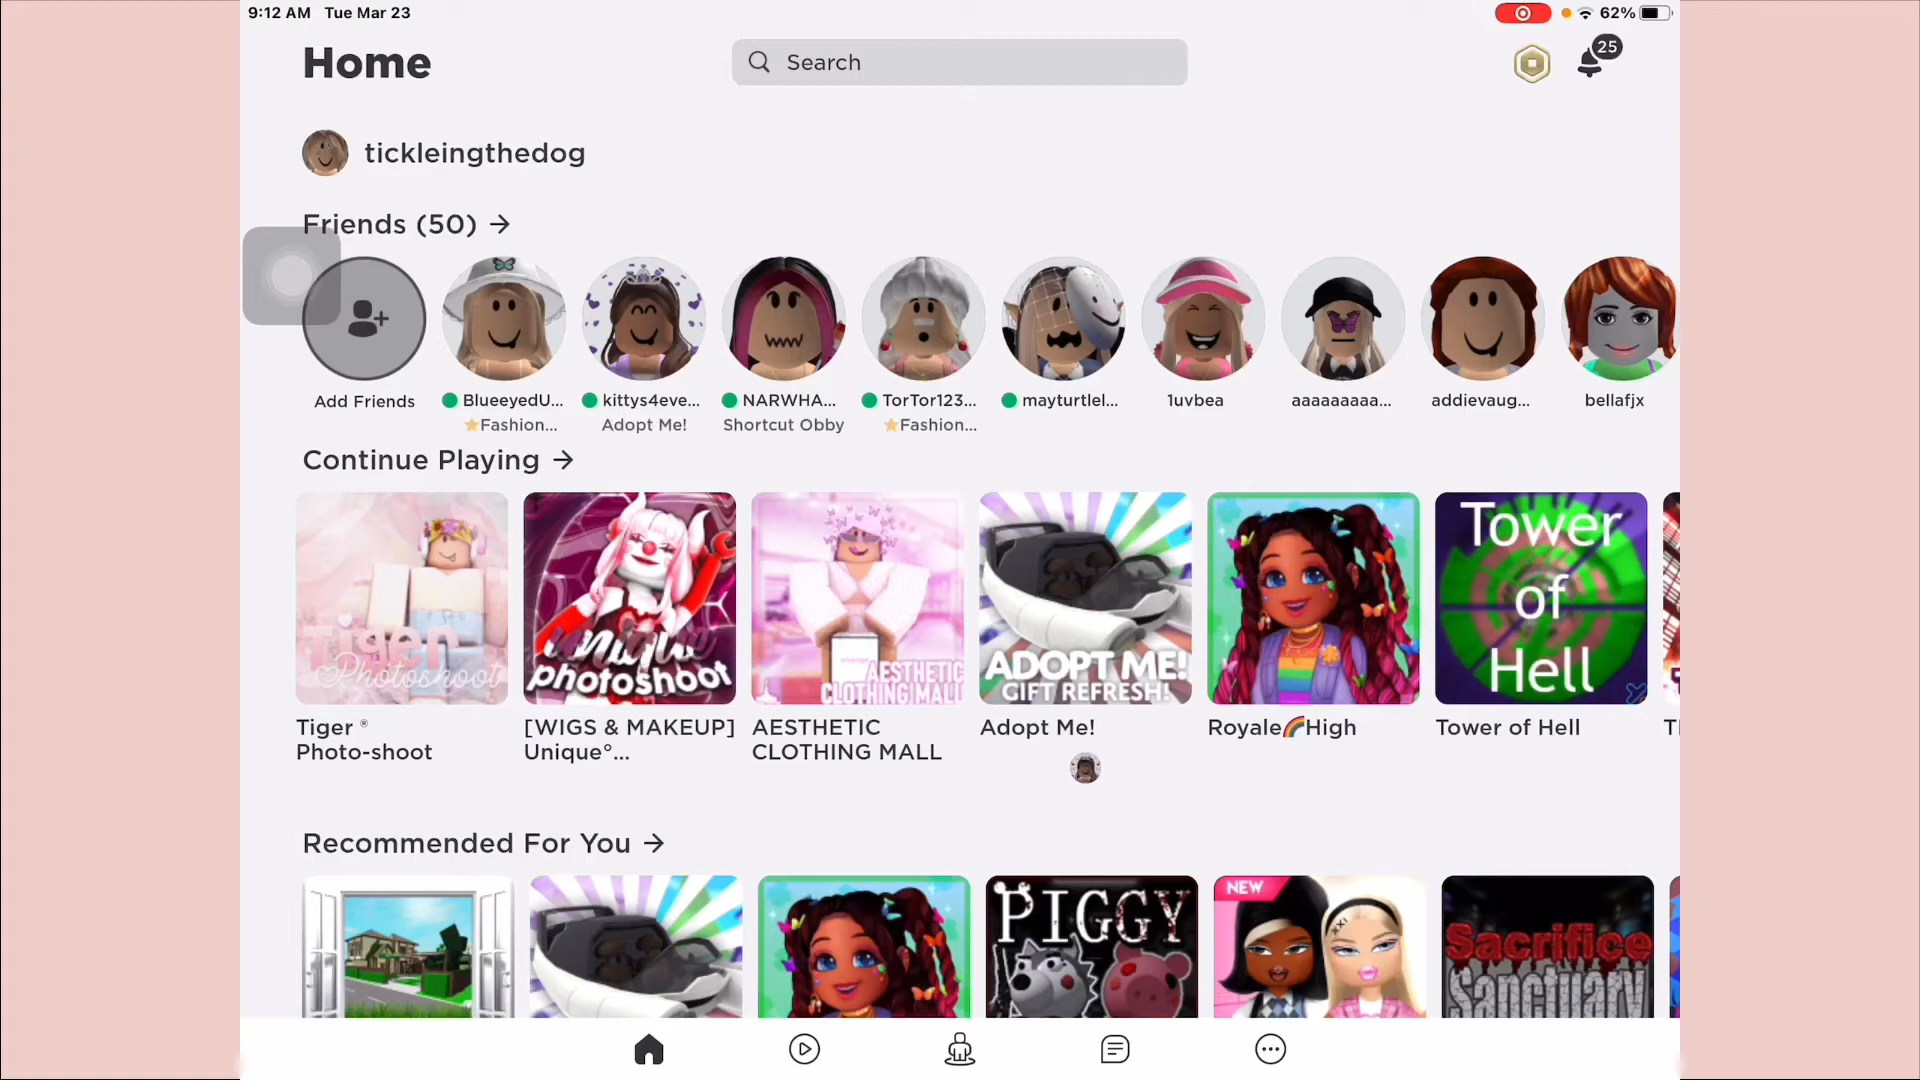 9:12 AM Tue Mar 23
62%
Home
Search
25
tickleingthedog
Friends (50)
Add Friends
BlueeyedU...
kittys4eve...
NARWHA...
TorTor123...
mayturtlel...
1uvbea
aaaaaaaaa...
addievaug...
bellafjx
⭐Fashion...
Adopt Me!
Shortcut Obby
⭐Fashion...
Continue Playing
Tiger
Photoshoot
Unique
photoshoot
AESTHETIC
CLOTHING MALL
ADOPT ME!
GIFT REFRESH!
Tower
of
Hell
Tiger ®
Photo-shoot
[WIGS & MAKEUP]
Unique°...
AESTHETIC
CLOTHING MALL
Adopt Me!
Royale🌈High
Tower of Hell
Recommended For You
PIGGY
NEW
Sacrifice
Sanctuary